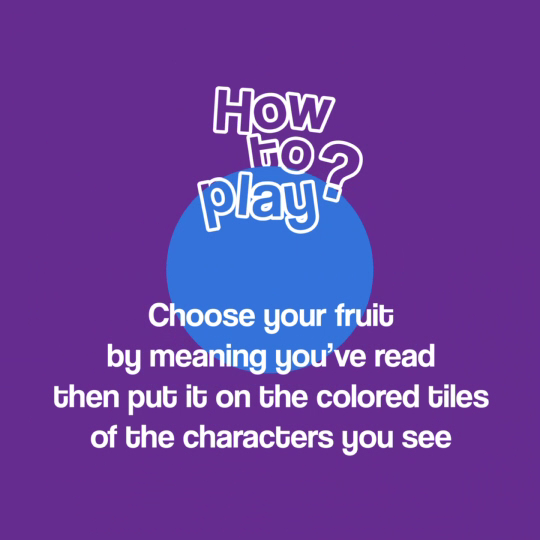 How
to
play?
Choose your fruit
by meaning you've read
then put it on the colored tiles
of the characters you see